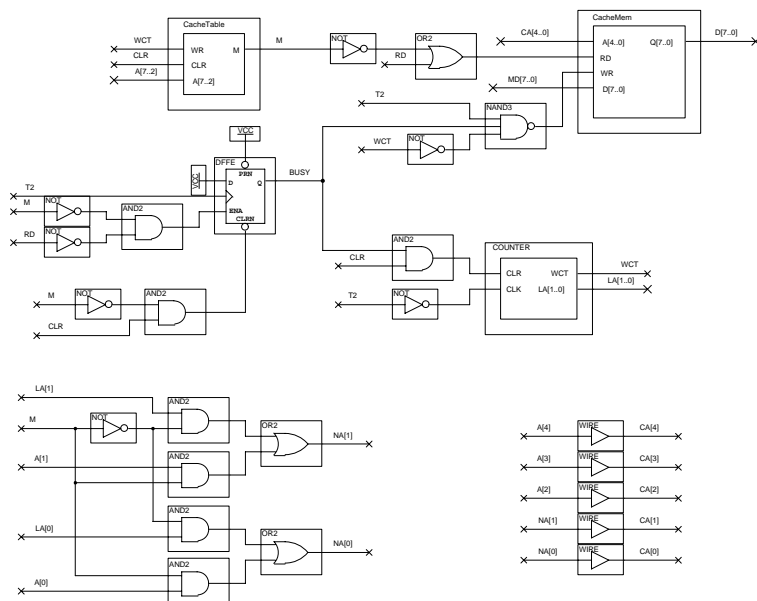 CacheTable
WCT
CLR
A[7..2]
WR
CLR
A[7..2]
M
M
NOT
RD
OR2
CacheMem
CA[4..0]
A[4..0]
RD
WR
D[7..0]
Q[7..0]
D[7..0]
MD[7..0]
T2
NAND3
WCT
NOT
VCC
DFFE
VCC
PRN
D
Q
ENA
CLRN
BUSY
T2
M
NOT
RD
NOT
AND2
AND2
CLR
COUNTER
CLR
CLK
WCT
LA[1..0]
WCT
LA[1..0]
T2
NOT
M
NOT
AND2
CLR
LA[1]
M
NOT
AND2
A[1]
AND2
OR2
NA[1]
LA[0]
AND2
A[0]
AND2
OR2
NA[0]
A[4]
WIRE
CA[4]
A[3]
WIRE
CA[3]
A[2]
WIRE
CA[2]
NA[1]
WIRE
CA[1]
NA[0]
WIRE
CA[0]